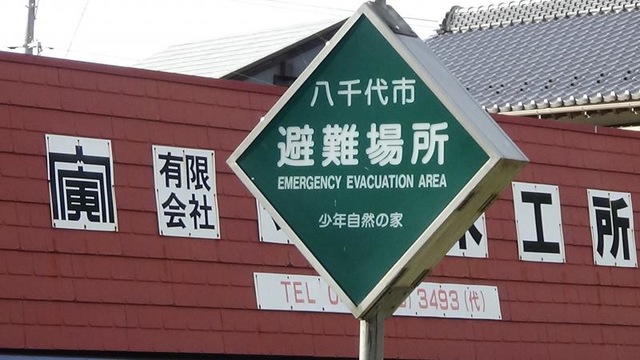 八千代市
避難場所
EMERGENCY EVACUATION AREA
少年自然の家
寅
有限
会社
工
所
TEL
3493(代)